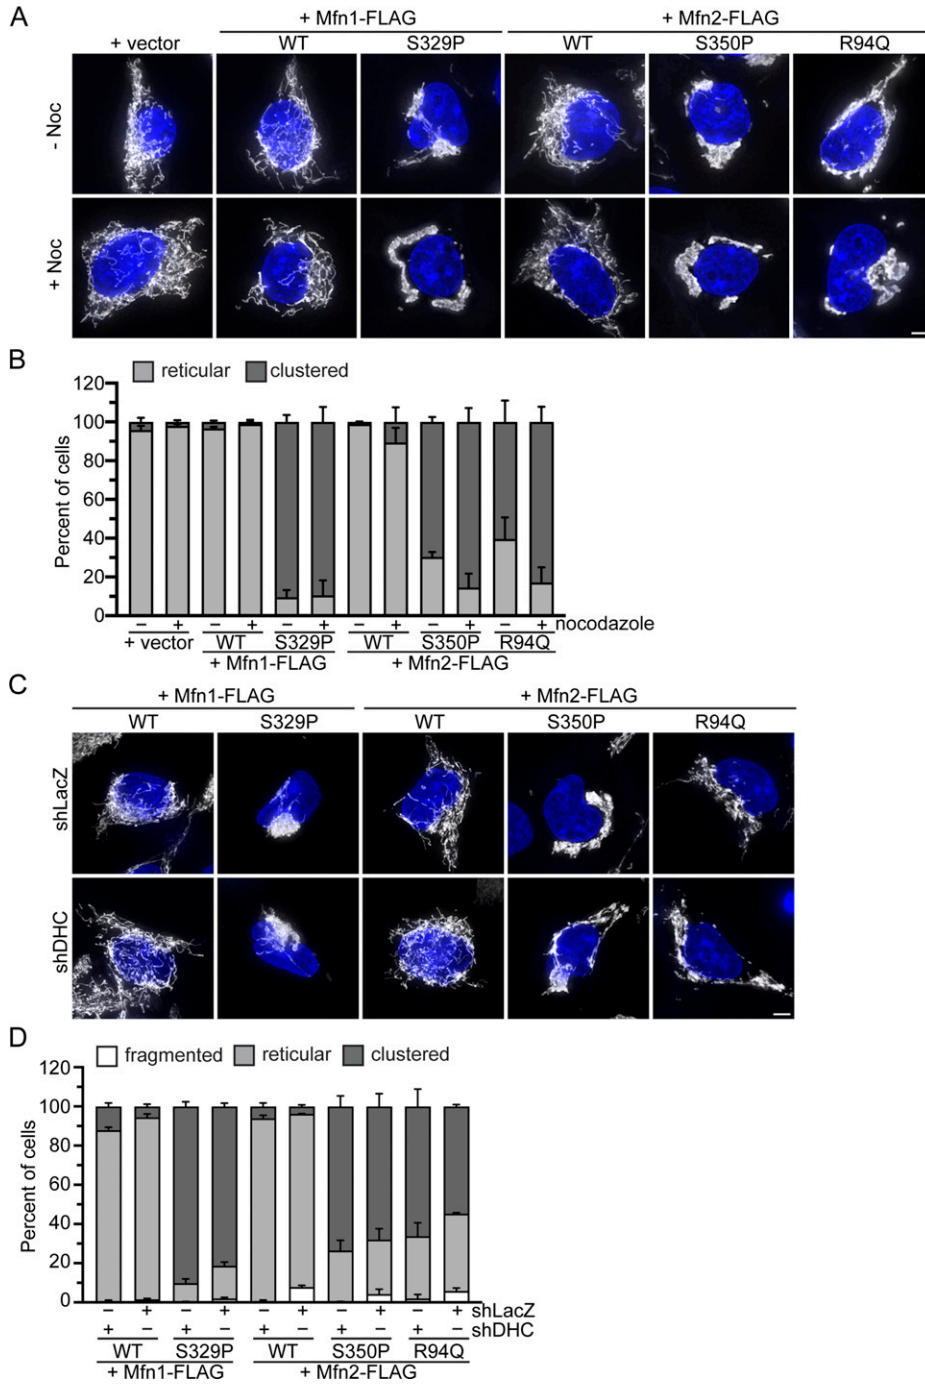 A
+ Mfn1-FLAG
+ Mfn2-FLAG
+ vector
WT
S329P
WT
S350P
R94Q
- Noc
+ Noc
B
reticular
clustered
Percent of cells
120
100
80
60
40
20
0
– + – + – + – + – + – + nocodazole
+ vector WT S329P WT S350P R94Q
+ Mfn1-FLAG + Mfn2-FLAG
C
+ Mfn1-FLAG
+ Mfn2-FLAG
WT
S329P
WT
S350P
R94Q
shLacZ
shDHC
D
fragmented
reticular
clustered
Percent of cells
120
100
80
60
40
20
0
– + – + – + – + – + shLacZ
+ – + – + – + – + – shDHC
WT S329P WT S350P R94Q
+ Mfn1-FLAG + Mfn2-FLAG